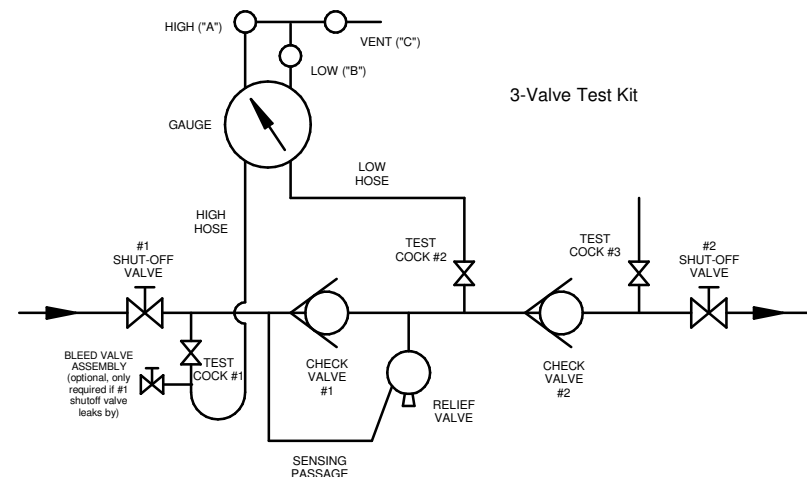 HIGH ("A")
VENT ("C")
LOW ("B")
3-Valve Test Kit
GAUGE
LOW
HOSE
HIGH
HOSE
#1
SHUT-OFF
VALVE
TEST
COCK #2
TEST
COCK #3
#2
SHUT-OFF
VALVE
BLEED VALVE
ASSEMBLY
(optional, only
required if #1
shutoff valve
leaks by)
TEST
COCK #1
CHECK
VALVE
#1
RELIEF
VALVE
CHECK
VALVE
#2
SENSING
PASSAGE